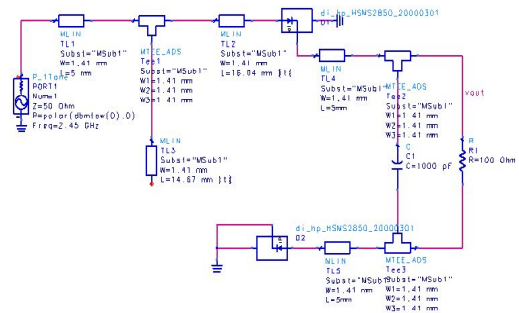 di_hp_HSMS2850_20000301
D1
MLIN
TL1
Subst="MSub1"
W=1.41 mm
L=5 mm
MTEE_ADS
Tee1
Subst="MSub1"
W1=1.41 mm
W2=1.41 mm
W3=1.41 mm
MLIN
TL2
Subst="MSub1"
W=1.41 mm
L=16.04 mm {t}
MLIN
TL4
Subst="MSub1"
W=1.41 mm
L=5mm
MTEE_ADS
Tee2
Subst="MSub1"
W1=1.41 mm
W2=1.41 mm
W3=1.41 mm
vout
P_1Tone
PORT1
Num=1
Z=50 Ohm
P=polar(dbmtow(0),0)
Freq=2.45 GHz
MLIN
TL3
Subst="MSub1"
W=1.41 mm
L=14.67 mm {t}
C
C1
C=1000 pF
R
R1
R=100 Ohm
di_hp_HSMS2850_20000301
D2
MLIN
TL5
Subst="MSub1"
W=1.41 mm
L=5mm
MTEE_ADS
Tee3
Subst="MSub1"
W1=1.41 mm
W2=1.41 mm
W3=1.41 mm